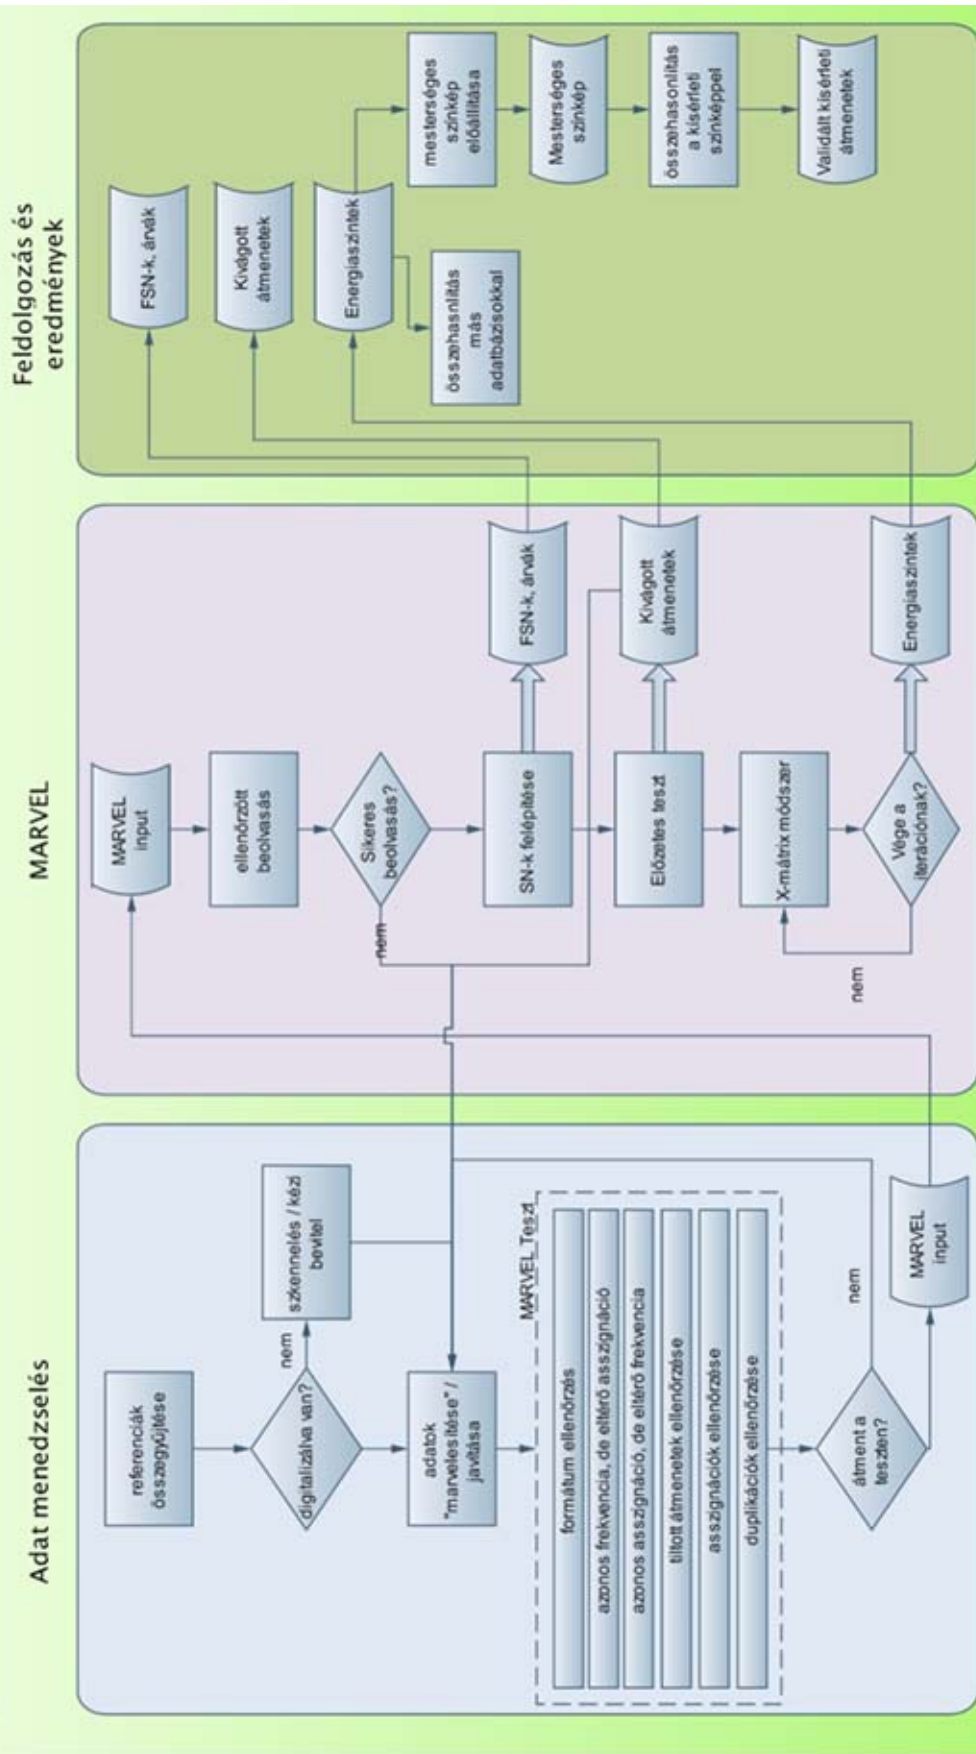 Adat menedzselés
referenciák
összegyűjtése
digitalizálva van?
nem
szkennelés / kézi
bevitel
adatok
"marvelesítése" /
javítása
MARVEL Teszt
formátum ellenőrzés
azonos frekvencia, de eltérő asszignáció
azonos asszignáció, de eltérő frekvencia
tiltott átmenetek ellenőrzése
asszignációk ellenőrzése
duplikációk ellenőrzése
átment a
teszten?
nem
MARVEL
input
MARVEL
MARVEL
input
ellenőrzött
beolvasás
Sikeres
beolvasás?
nem
SN-k felépítése
FSN-k, árvák
Előzetes teszt
Kivágott
átmenetek
X-mátrix módszer
Vége a
iterációnak?
nem
Energiaszintek
Feldolgozás és
eredmények
FSN-k, árvák
Kivágott
átmenetek
Energiaszintek
összehasnlítás
más
adatbázisokkal
mesterséges
színkép
előállítása
Mesterséges
színkép
összehasonlítás
a kisérleti
színképpel
Validált kisérleti
átmenetek